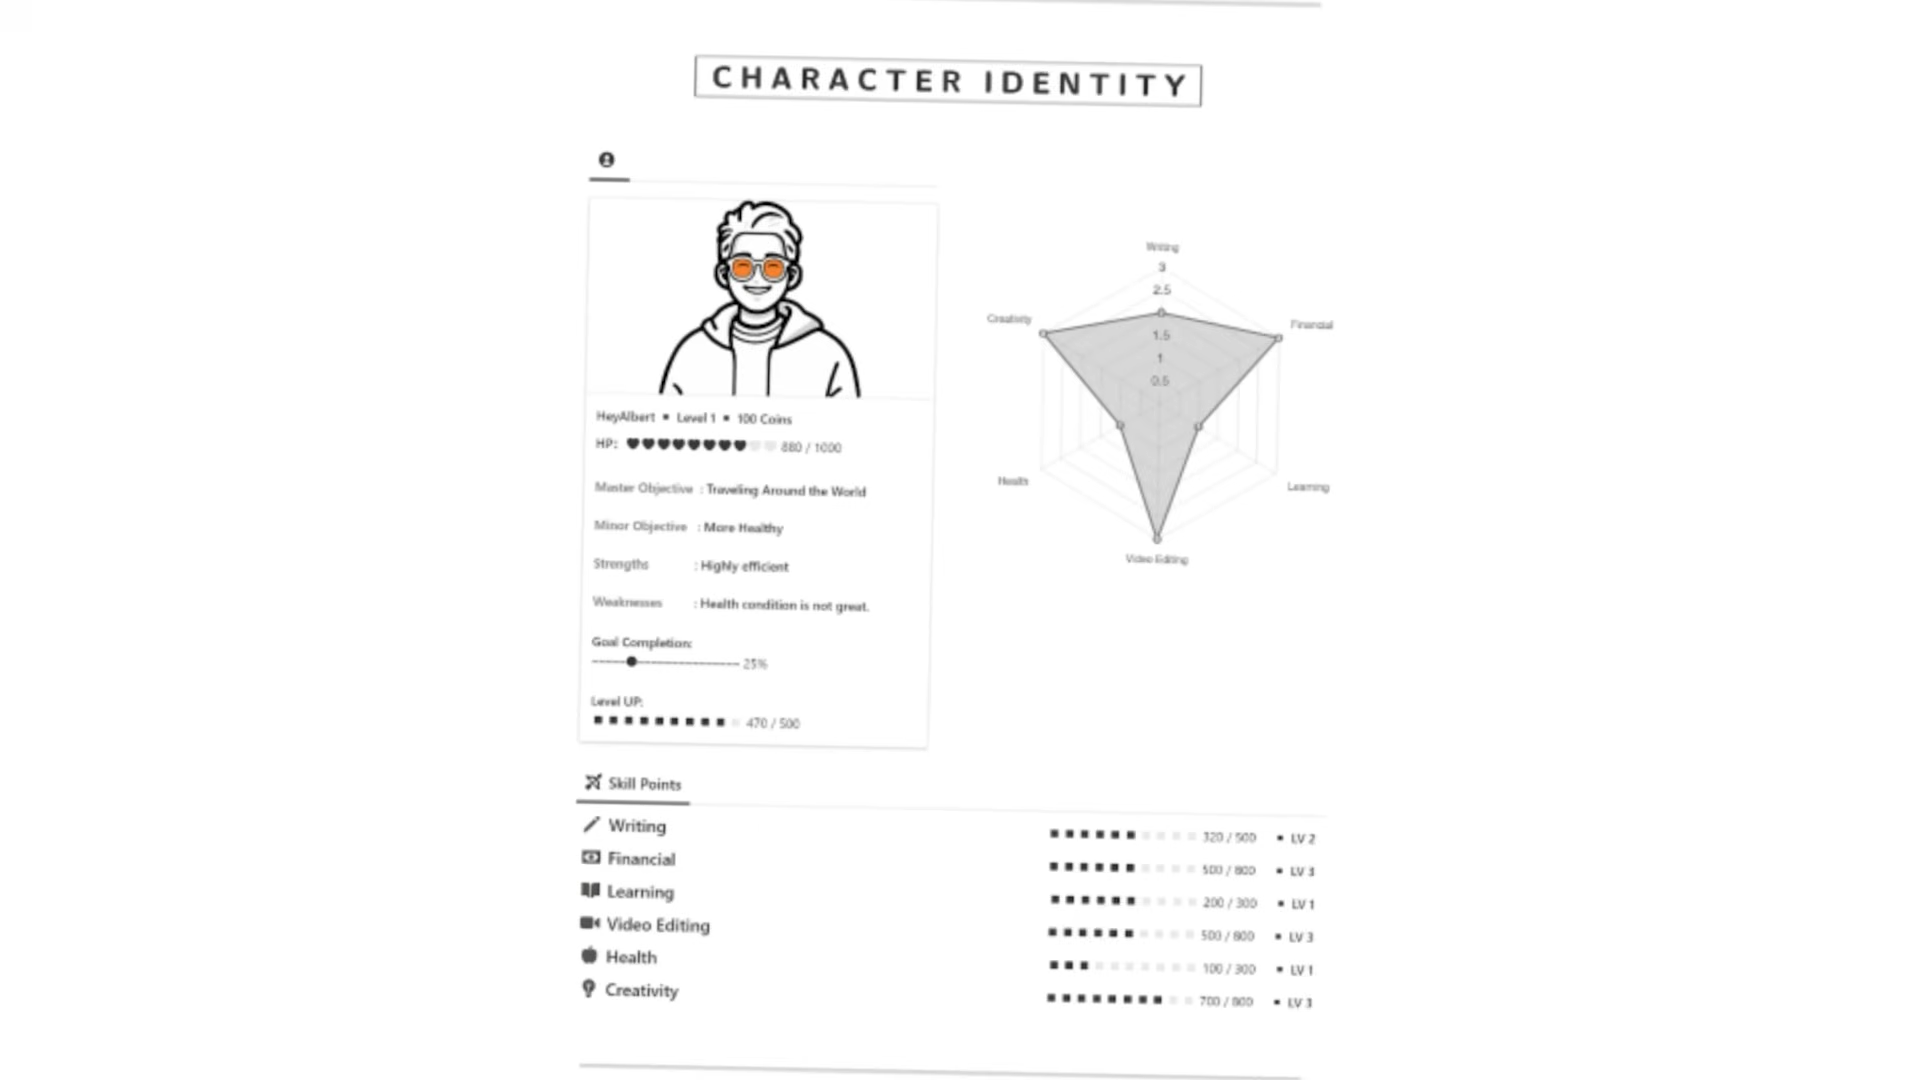 CHARACTER IDENTITY
HeyAlbert ▪ Level 1 ▪ 100 Coins
HP: 880 / 1000
Master Objective : Traveling Around the World
Minor Objective : More Healthy
Strengths : Highly efficient
Weaknesses : Health condition is not great.
Goal Completion:
25%
Level UP:
470 / 500
Writing
3
2.5
1.5
1
0.5
Creativity
Financial
Health
Learning
Video Editing
Skill Points
Writing 320 / 500 ▪ LV 2
Financial 500 / 800 ▪ LV 3
Learning 200 / 300 ▪ LV 1
Video Editing 500 / 800 ▪ LV 3
Health 100 / 300 ▪ LV 1
Creativity 700 / 800 ▪ LV 3